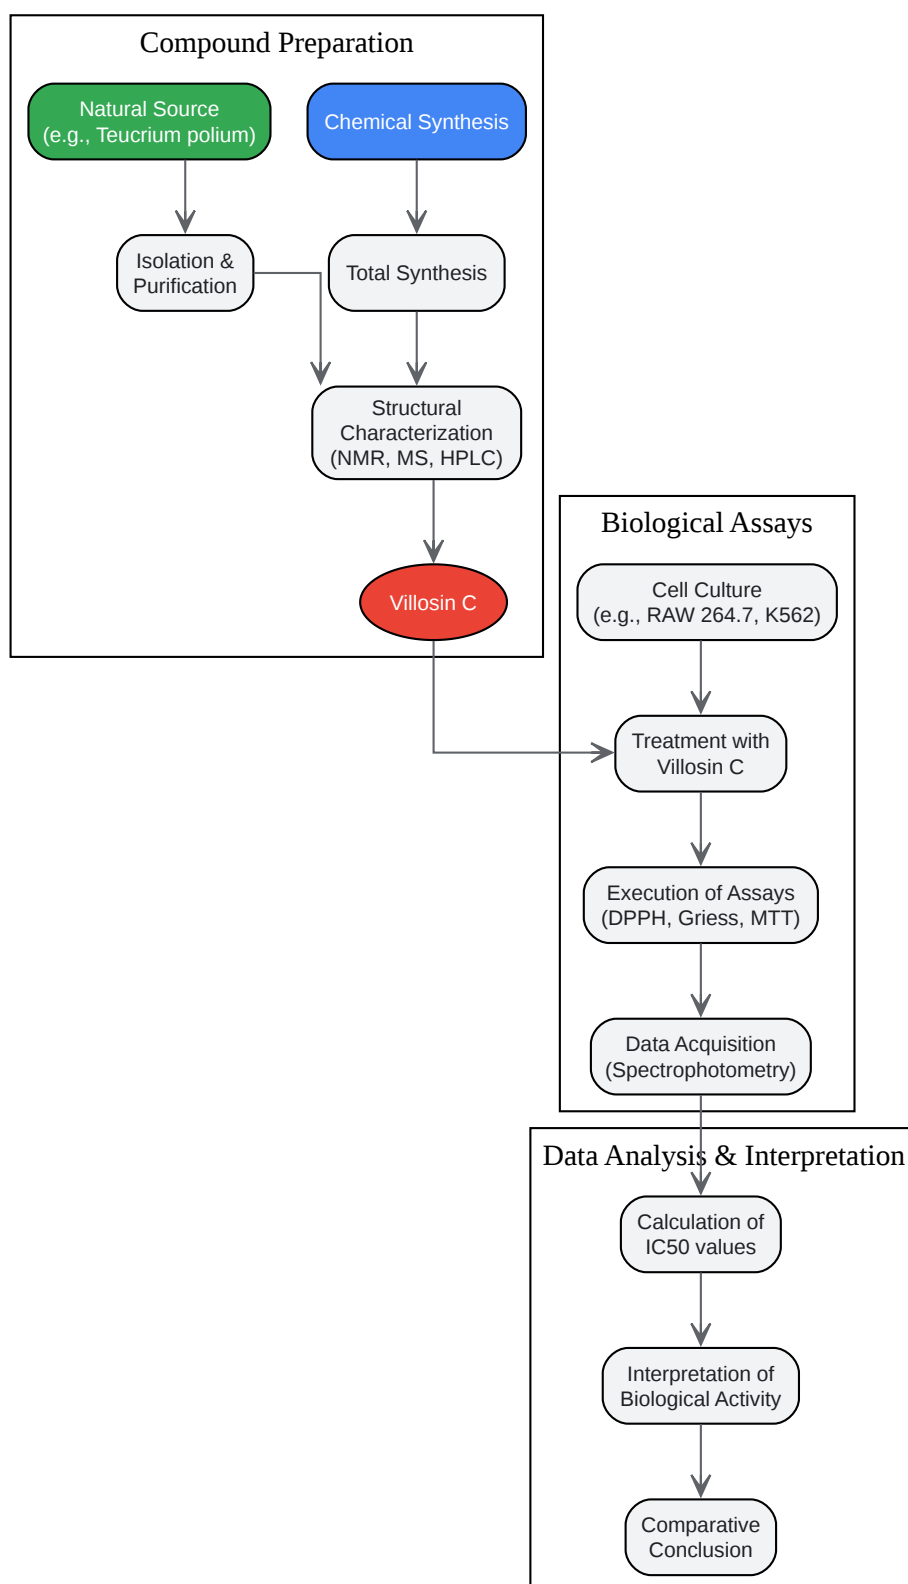 Compound Preparation
Natural Source
(e.g., Teucrium polium)
Chemical Synthesis
Isolation &
Purification
Total Synthesis
Structural
Characterization
(NMR, MS, HPLC)
Villosin C
Biological Assays
Cell Culture
(e.g., RAW 264.7, K562)
Treatment with
Villosin C
Execution of Assays
(DPPH, Griess, MTT)
Data Acquisition
(Spectrophotometry)
Data Analysis & Interpretation
Calculation of
IC50 values
Interpretation of
Biological Activity
Comparative
Conclusion